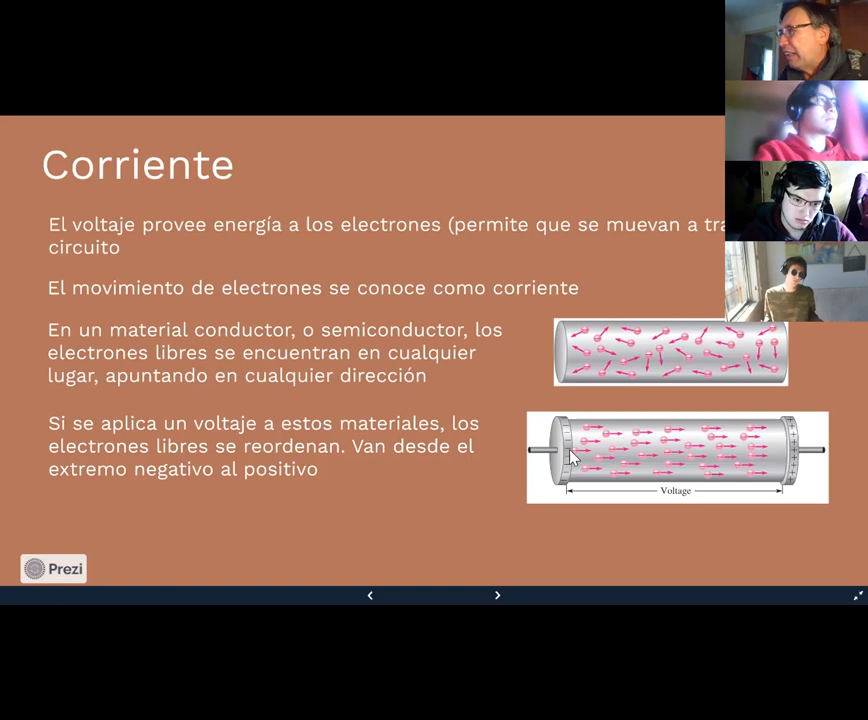 Corriente
El voltaje provee energía a los electrones (permite que se muevan a
circuito
El movimiento de electrones se conoce como corriente
En un material conductor, o semiconductor, los
electrones libres se encuentran en cualquier
lugar, apuntando en cualquier dirección
Si se aplica un voltaje a estos materiales, los
electrones libres se reordenan. Van desde el
extremo negativo al positivo
Voltage
Prezi